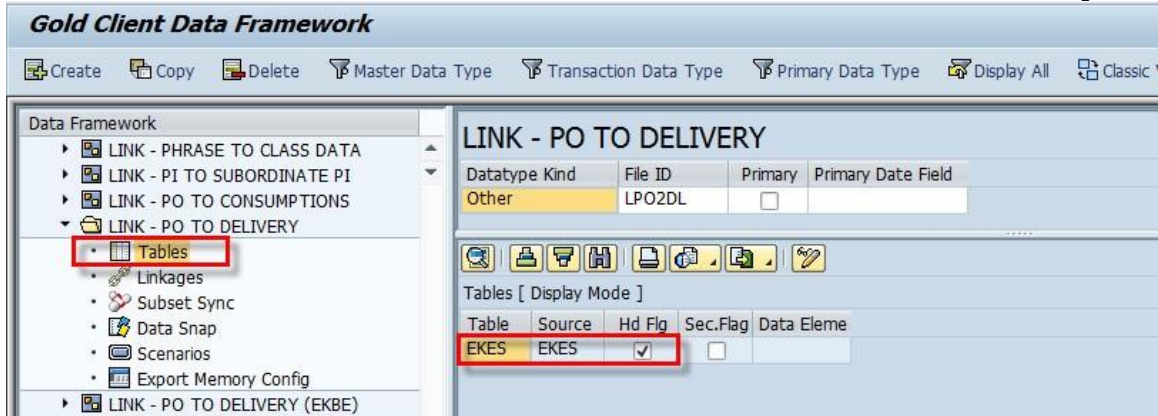 Gold Client Data Framework
Create Copy Delete Master Data Type Transaction Data Type Primary Data Type Display All Classic
Data Framework
LINK - PHRASE TO CLASS DATA
LINK - PI TO SUBORDINATE PI
LINK - PO TO CONSUMPTIONS
LINK - PO TO DELIVERY
Tables
Linkages
Subset Sync
Data Snap
Scenarios
Export Memory Config
LINK - PO TO DELIVERY (EKBE)
LINK - PO TO DELIVERY
Datatype Kind File ID Primary Primary Date Field
Other LPO2DL
Tables [ Display Mode ]
Table Source Hd Flg Sec.Flag Data Eleme
EKES EKES